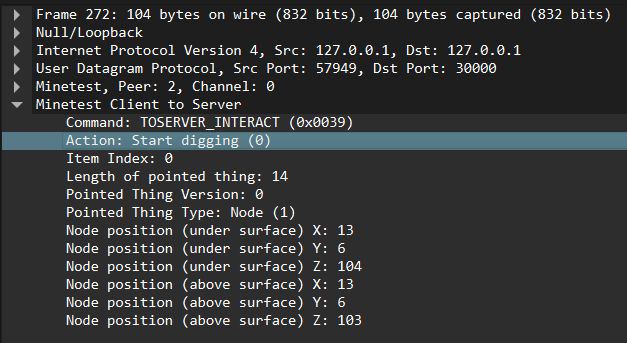 Frame 272: 104 bytes on wire (832 bits), 104 bytes captured (832 bits)
Null/Loopback
Internet Protocol Version 4, Src: 127.0.0.1, Dst: 127.0.0.1
User Datagram Protocol, Src Port: 57949, Dst Port: 30000
Minetest, Peer: 2, Channel: 0
Minetest Client to Server
Command: TOSERVER_INTERACT (0x0039)
Action: Start digging (0)
Item Index: 0
Length of pointed thing: 14
Pointed Thing Version: 0
Pointed Thing Type: Node (1)
Node position (under surface) X: 13
Node position (under surface) Y: 6
Node position (under surface) Z: 104
Node position (above surface) X: 13
Node position (above surface) Y: 6
Node position (above surface) Z: 103